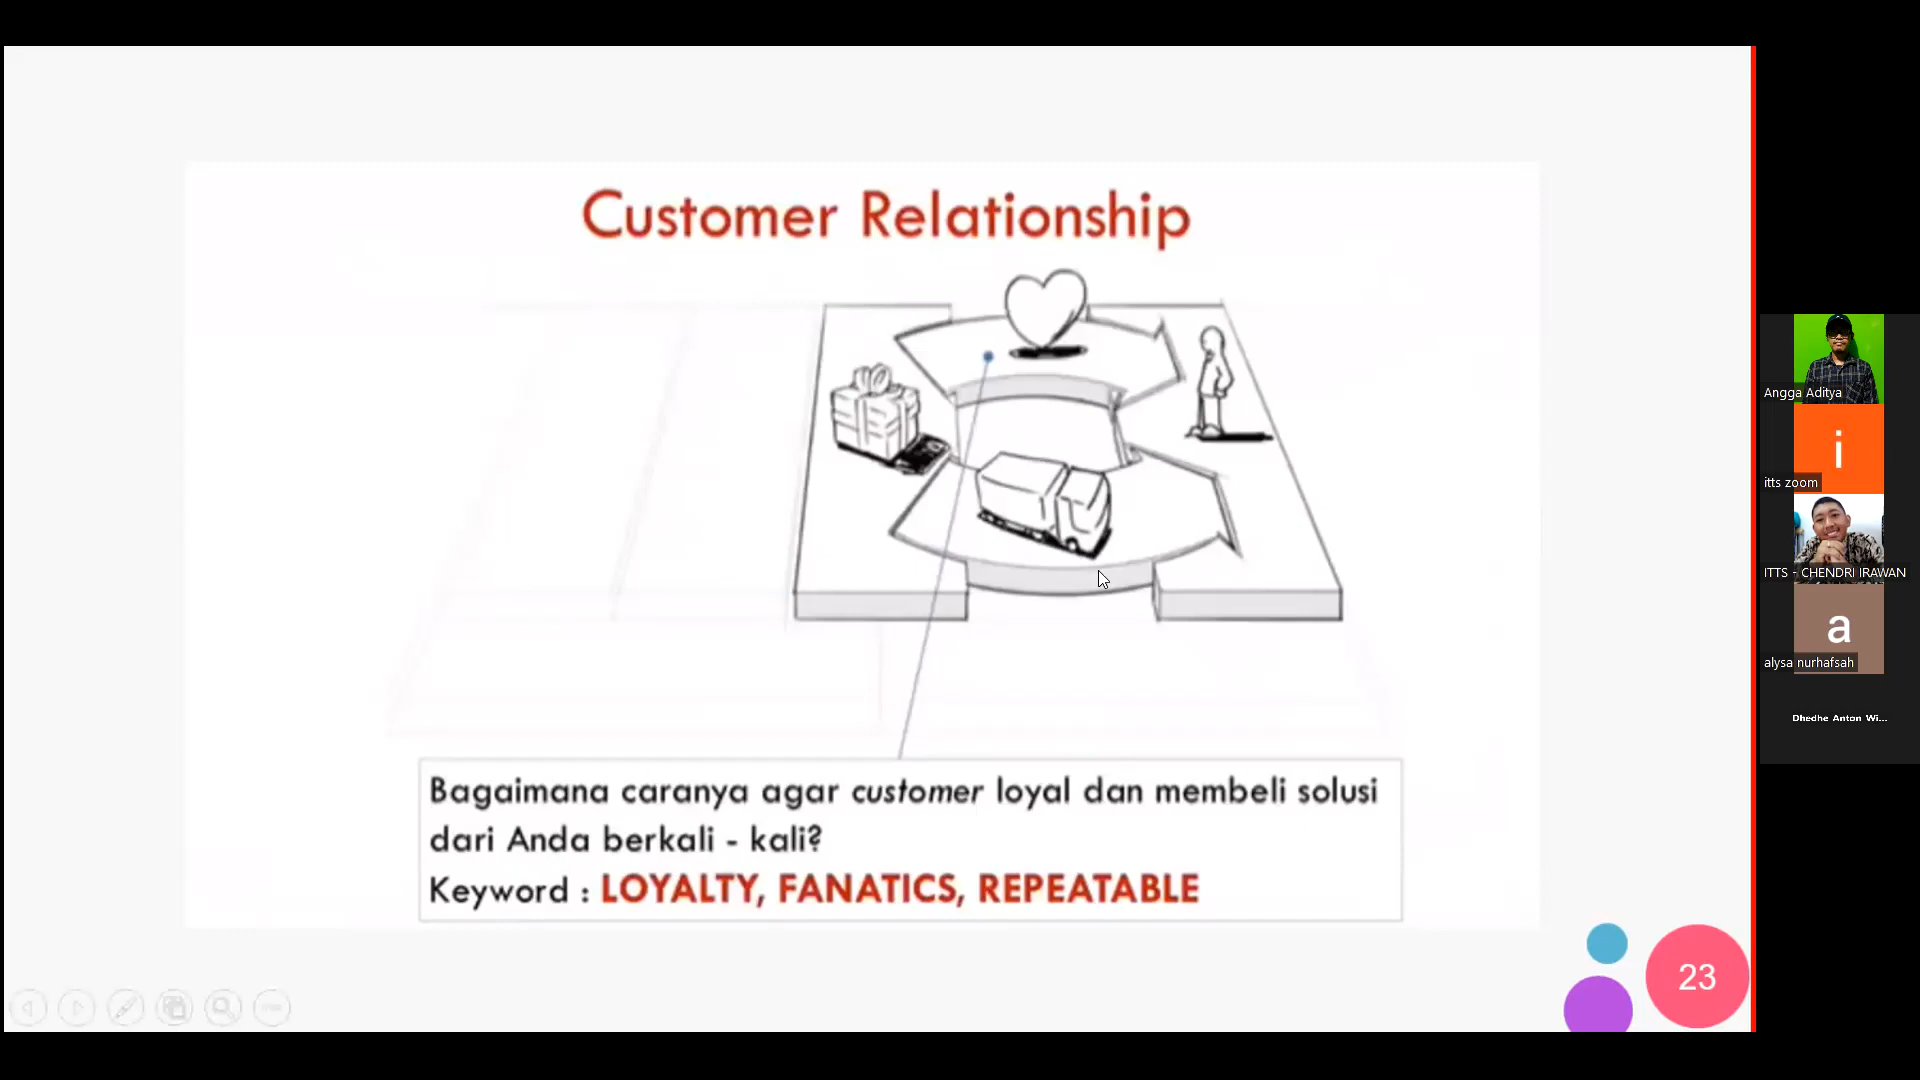 Customer Relationship
Bagaimana caranya agar customer loyal dan membeli solusi
dari Anda berkali - kali?
Keyword : LOYALTY, FANATICS, REPEATABLE
23
Angga Aditya
i
itts zoom
ITTS - CHENDRI IRAWAN
a
alysa nurhafsah
Dhedhe Anton Wi...